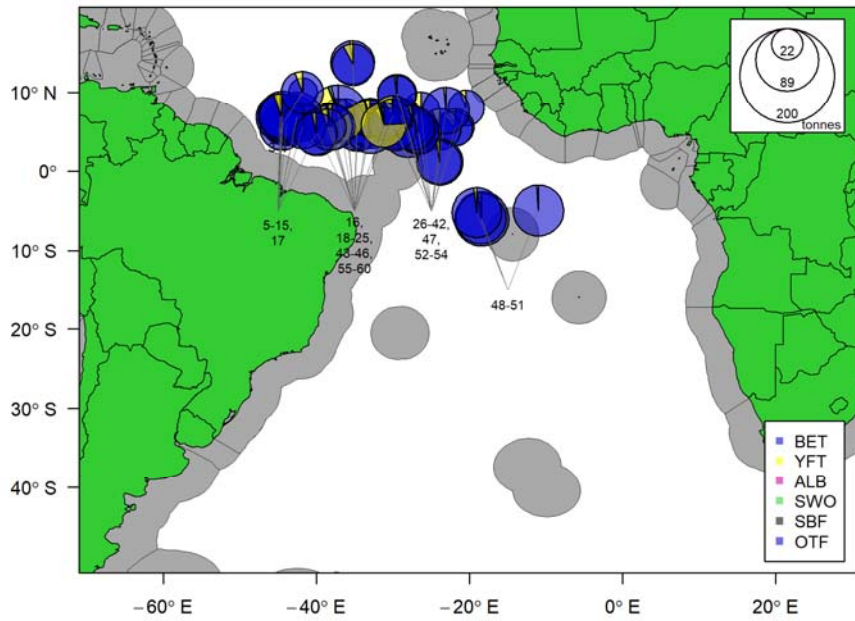 22
89
200
tonnes
10° N
0°
10° S
20° S
30° S
40° S
5-15,
17
16,
18-25,
43-46,
55-60
26-42,
47,
52-54
48-51
BET
YFT
ALB
SWO
SBF
OTF
−60° E
−40° E
−20° E
0° E
20° E